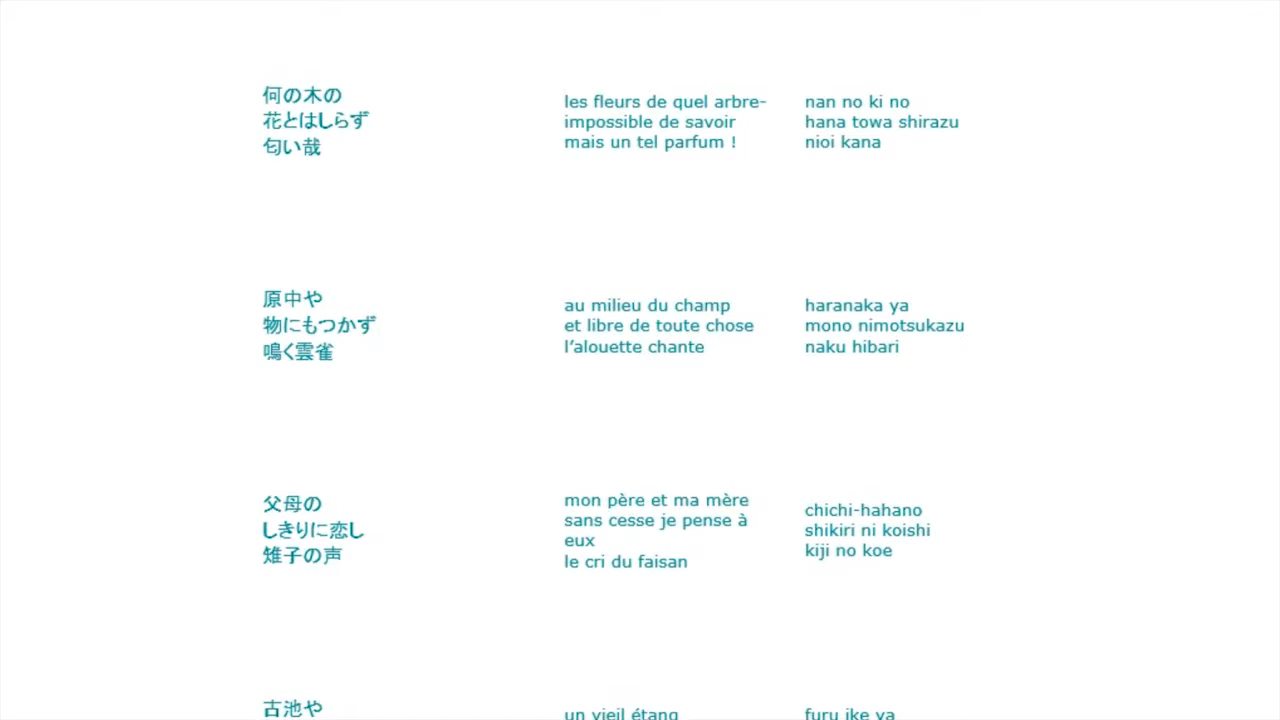 何の木の
花とはしらず
匂い哉
les fleurs de quel arbre-
impossible de savoir
mais un tel parfum !
nan no ki no
hana towa shirazu
nioi kana
原中や
物にもつかず
鳴く雲雀
au milieu du champ
et libre de toute chose
l'alouette chante
haranaka ya
mono nimotsukazu
naku hibari
父母の
しきりに恋し
雉子の声
mon père et ma mère
sans cesse je pense à
eux
le cri du faisan
chichi-hahano
shikiri ni koishi
kiji no koe
古池や
un vieil étang
furu ike ya